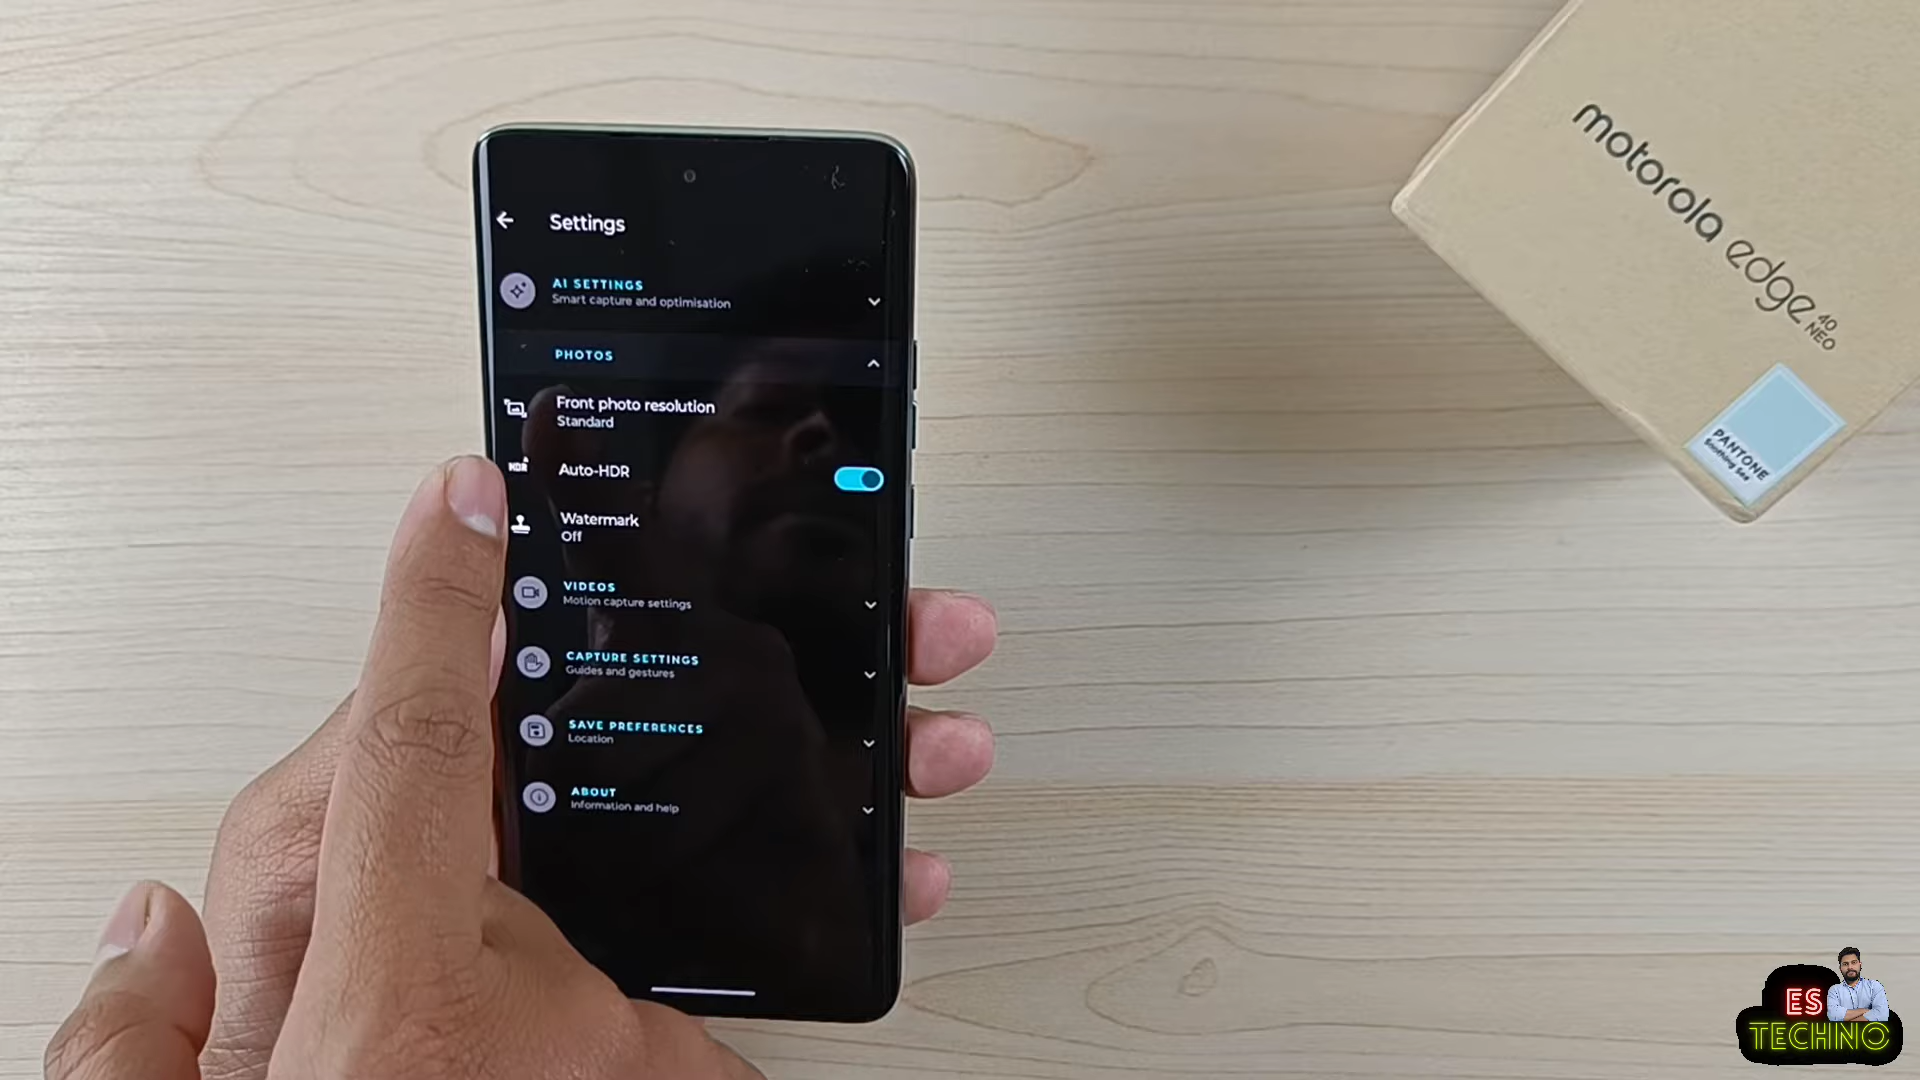 Settings
AI SETTINGS
Smart capture and optimisation
PHOTOS
Front photo resolution
Standard
HDR
Auto-HDR
Watermark
Off
VIDEOS
Motion capture settings
CAPTURE SETTINGS
Guides and gestures
SAVE PREFERENCES
Location
ABOUT
Information and help
motorola edge 40 NEO
PANTONE
Soothing Sea
ES
TECHNO